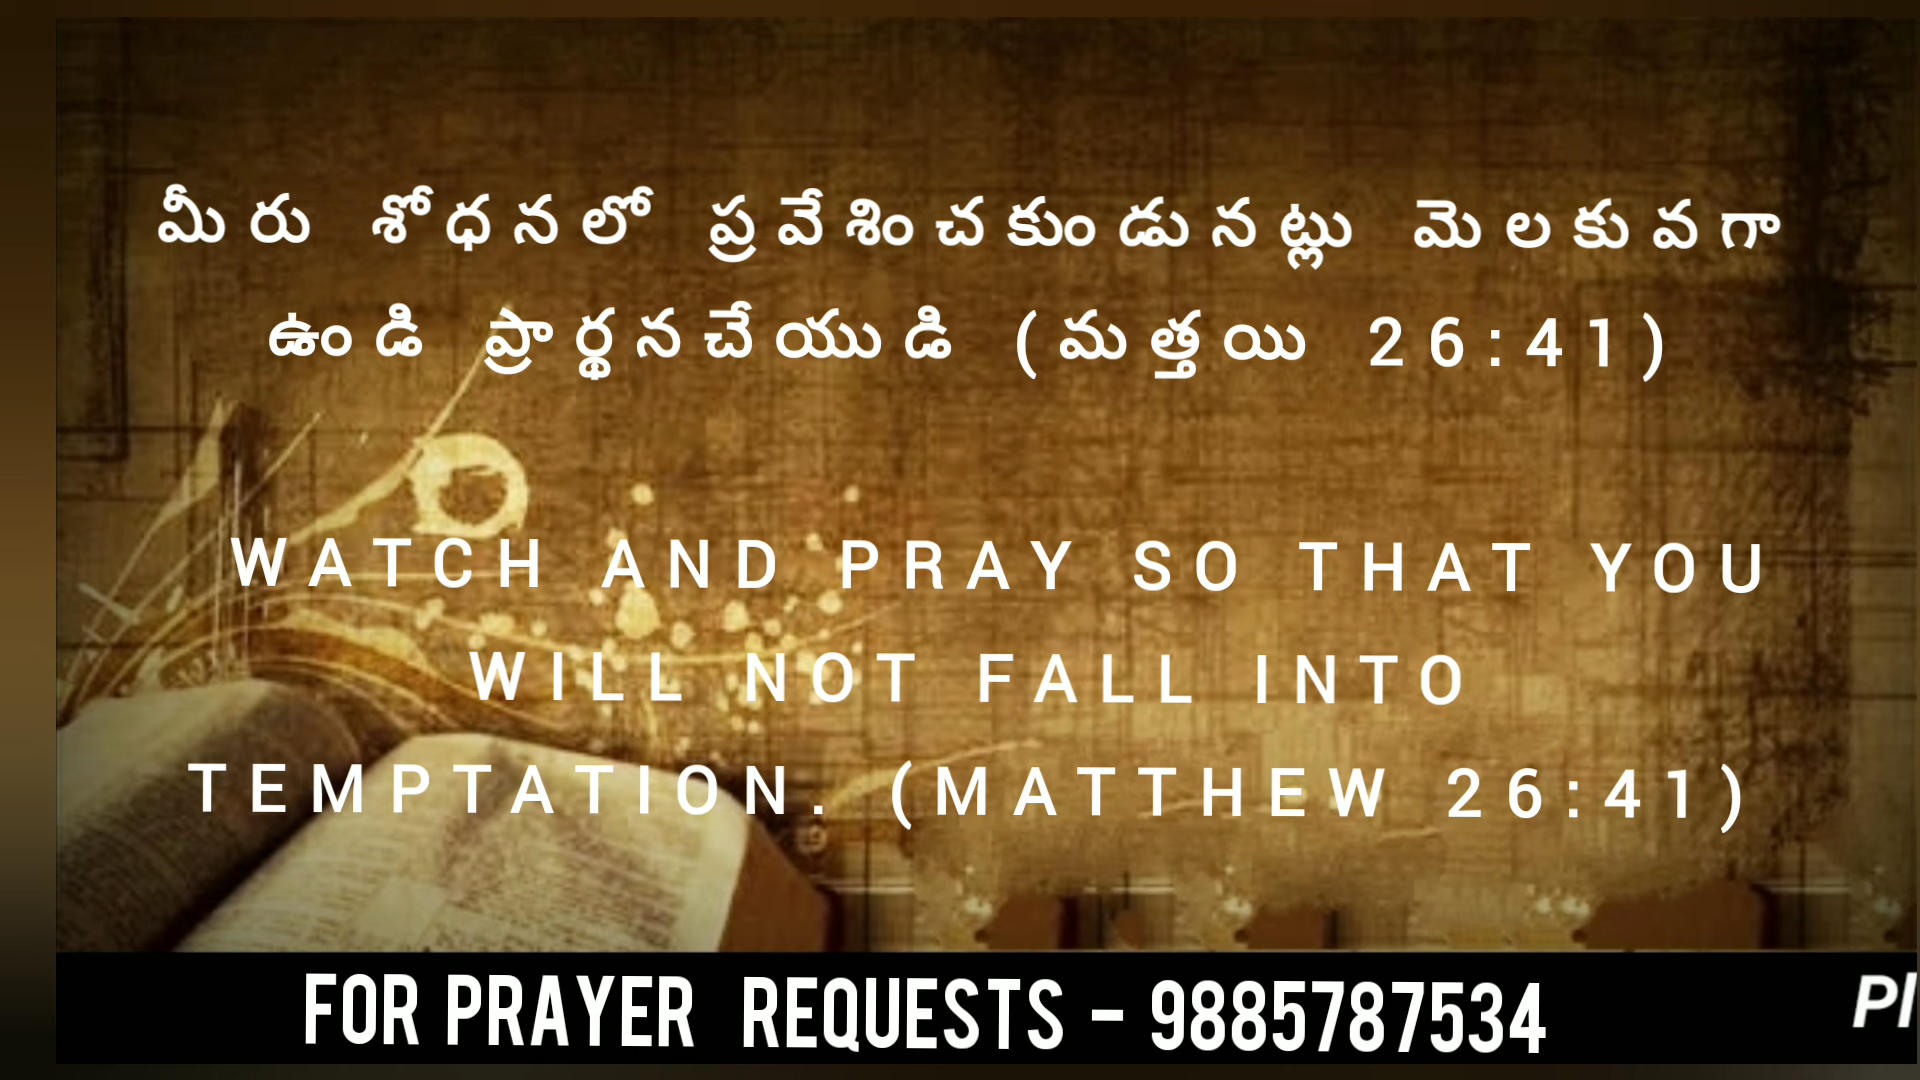 మీరు శోధనలో ప్రవేశించకుండునట్లు మెలకువగా
ఉండి ప్రార్థనచేయుడి (మత్తయి 26:41)
WATCH AND PRAY SO THAT YOU
WILL NOT FALL INTO
TEMPTATION. (MATTHEW 26:41)
FOR PRAYER REQUESTS - 9885787534